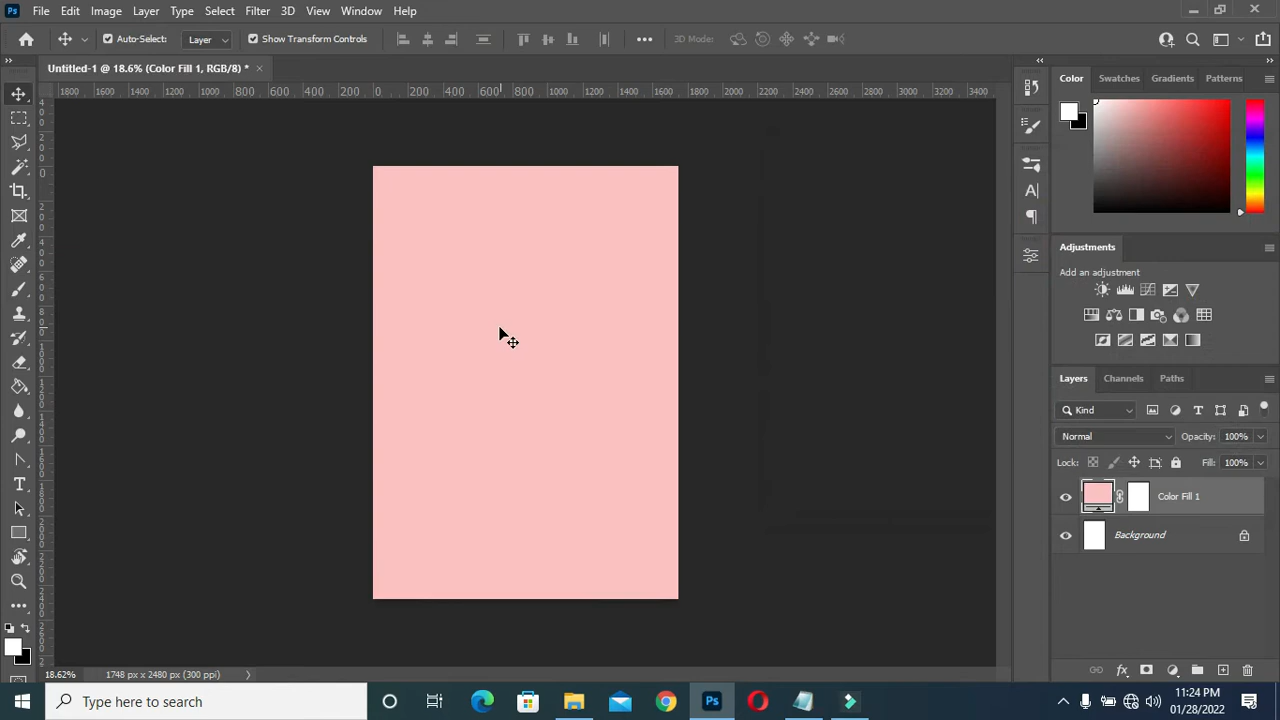 Ps File Edit Image Layer Type Select Filter 3D View Window Help
Auto-Select: Layer Show Transform Controls 3D Mode:
Untitled-1 @ 18.6% (Color Fill 1, RGB/8) *
1800 1600 1400 1200 1000 800 600 400 200 0 200 400 600 800 1000 1200 1400 1600 1800 2000 2200 2400 2600 2800 3000 3200 3400
Color Swatches Gradients Patterns
Adjustments
Add an adjustment
Layers Channels Paths
Kind
Normal Opacity: 100%
Lock: Fill: 100%
Color Fill 1
Background
18.62% 1748 px x 2480 px (300 ppi)
Type here to search
Ps
11:24 PM
01/28/2022